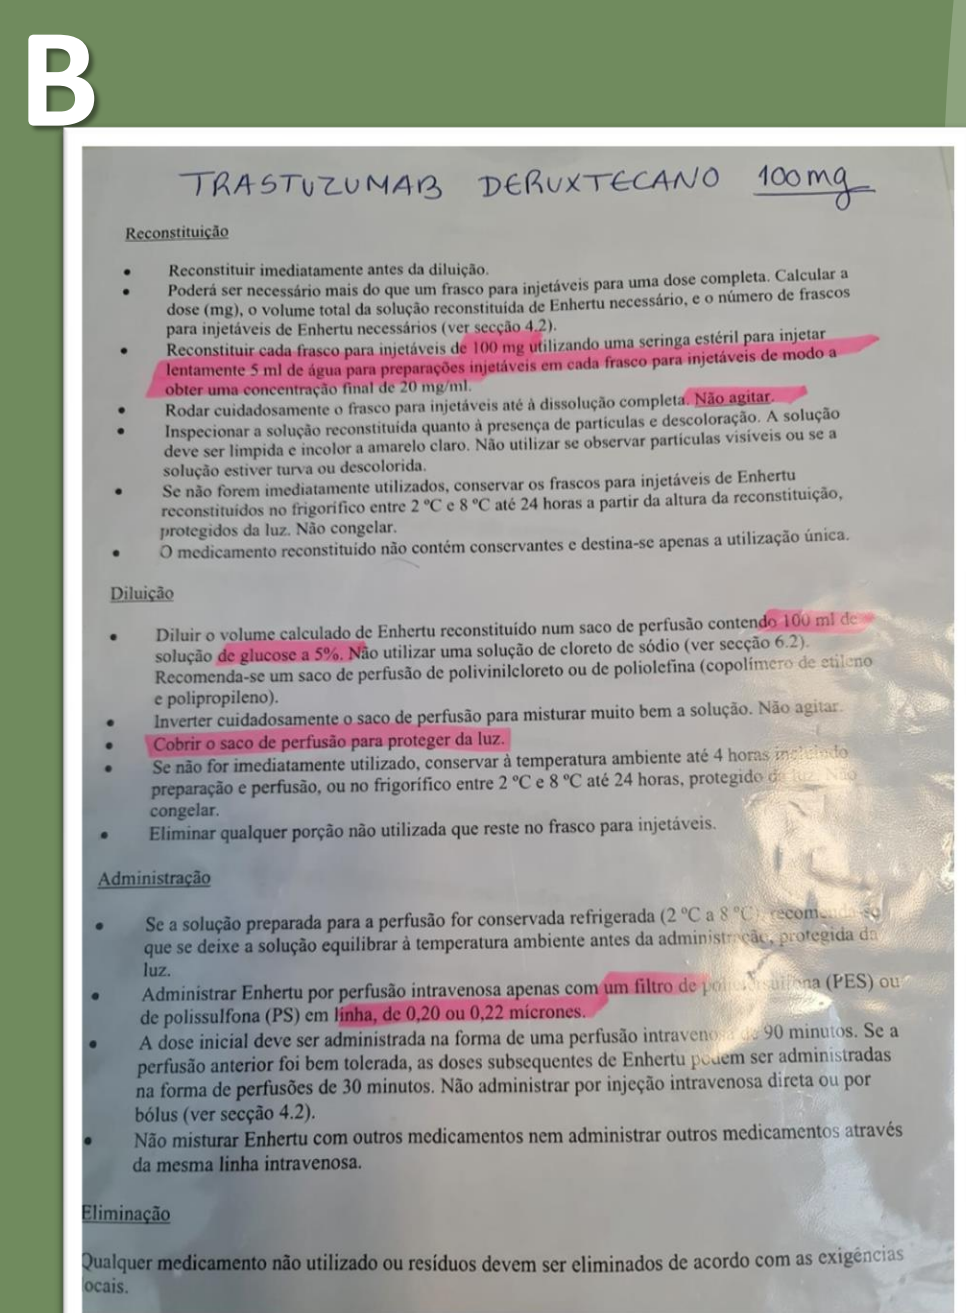 B
TRASTUZUMAB DERUXTECANO 100mg
Reconstituição
• Reconstituir imediatamente antes da diluição.
• Poderá ser necessário mais do que um frasco para injetáveis para uma dose completa. Calcular a
dose (mg), o volume total da solução reconstituída de Enhertu necessário, e o número de frascos
para injetáveis de Enhertu necessários (ver secção 4.2).
• Reconstituir cada frasco para injetáveis de 100 mg utilizando uma seringa estéril para injetar
lentamente 5 ml de água para preparações injetáveis em cada frasco para injetáveis de modo a
obter uma concentração final de 20 mg/ml.
• Rodar cuidadosamente o frasco para injetáveis até à dissolução completa. Não agitar.
• Inspecionar a solução reconstituída quanto à presença de partículas e descoloração. A solução
deve ser límpida e incolor a amarelo claro. Não utilizar se observar partículas visíveis ou se a
solução estiver turva ou descolorida.
• Se não forem imediatamente utilizados, conservar os frascos para injetáveis de Enhertu
reconstituídos no frigorífico entre 2 ºC e 8 ºC até 24 horas a partir da altura da reconstituição,
protegidos da luz. Não congelar.
• O medicamento reconstituído não contém conservantes e destina-se apenas a utilização única.
Diluição
• Diluir o volume calculado de Enhertu reconstituído num saco de perfusão contendo 100 ml de
solução de glucose a 5%. Não utilizar uma solução de cloreto de sódio (ver secção 6.2).
Recomenda-se um saco de perfusão de polivinilcloreto ou de poliolefina (copolímero de etileno
e polipropileno).
• Inverter cuidadosamente o saco de perfusão para misturar muito bem a solução. Não agitar.
• Cobrir o saco de perfusão para proteger da luz.
• Se não for imediatamente utilizado, conservar à temperatura ambiente até 4 horas incluindo
preparação e perfusão, ou no frigorífico entre 2 ºC e 8 ºC até 24 horas, protegido da luz. Não
congelar.
• Eliminar qualquer porção não utilizada que reste no frasco para injetáveis.
Administração
• Se a solução preparada para a perfusão for conservada refrigerada (2 ºC a 8 ºC), recomenda-se
que se deixe a solução equilibrar à temperatura ambiente antes da administração, protegida da
luz.
• Administrar Enhertu por perfusão intravenosa apenas com um filtro de (PES) ou
de polissulfona (PS) em linha, de 0,20 ou 0,22 mícrones.
• A dose inicial deve ser administrada na forma de uma perfusão intravenosa de 90 minutos. Se a
perfusão anterior foi bem tolerada, as doses subsequentes de Enhertu podem ser administradas
na forma de perfusões de 30 minutos. Não administrar por injeção intravenosa direta ou por
bólus (ver secção 4.2).
• Não misturar Enhertu com outros medicamentos nem administrar outros medicamentos através
da mesma linha intravenosa.
Eliminação
Qualquer medicamento não utilizado ou resíduos devem ser eliminados de acordo com as exigências
locais.